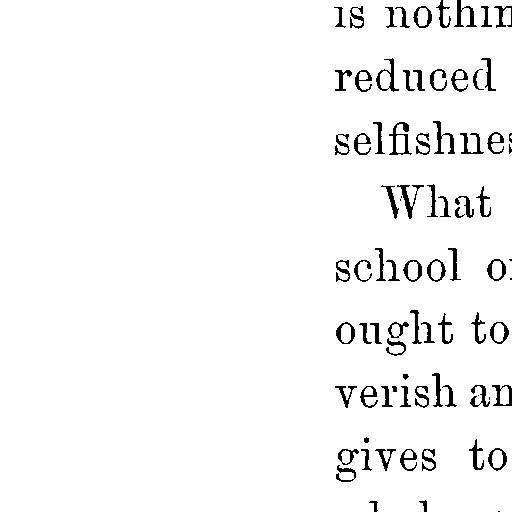 is nothin
reduced
selfishnes
What
school o
ought to
verish an
gives to